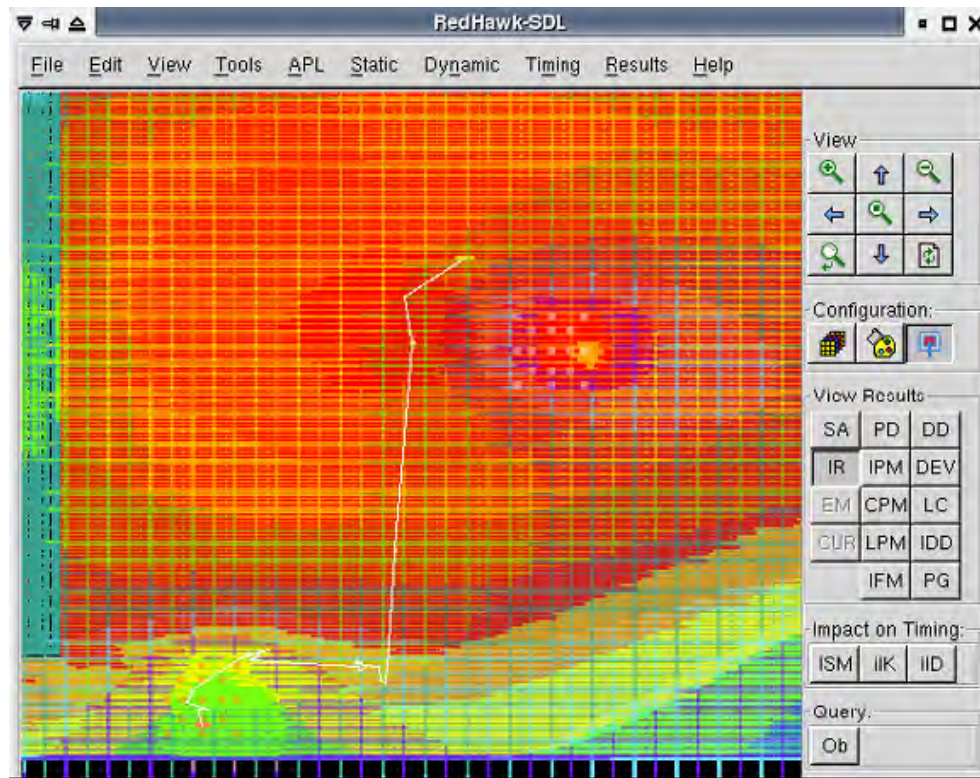 RedHawk-SDL
File Edit View Tools APL Static Dynamic Timing Results Help
View
Configuration:
View Results
SA PD DD
IR IPM DEV
EM CPM LC
CUR LPM IDD
IFM PG
Impact on Timing:
ISM iIK iID
Query.
Ob